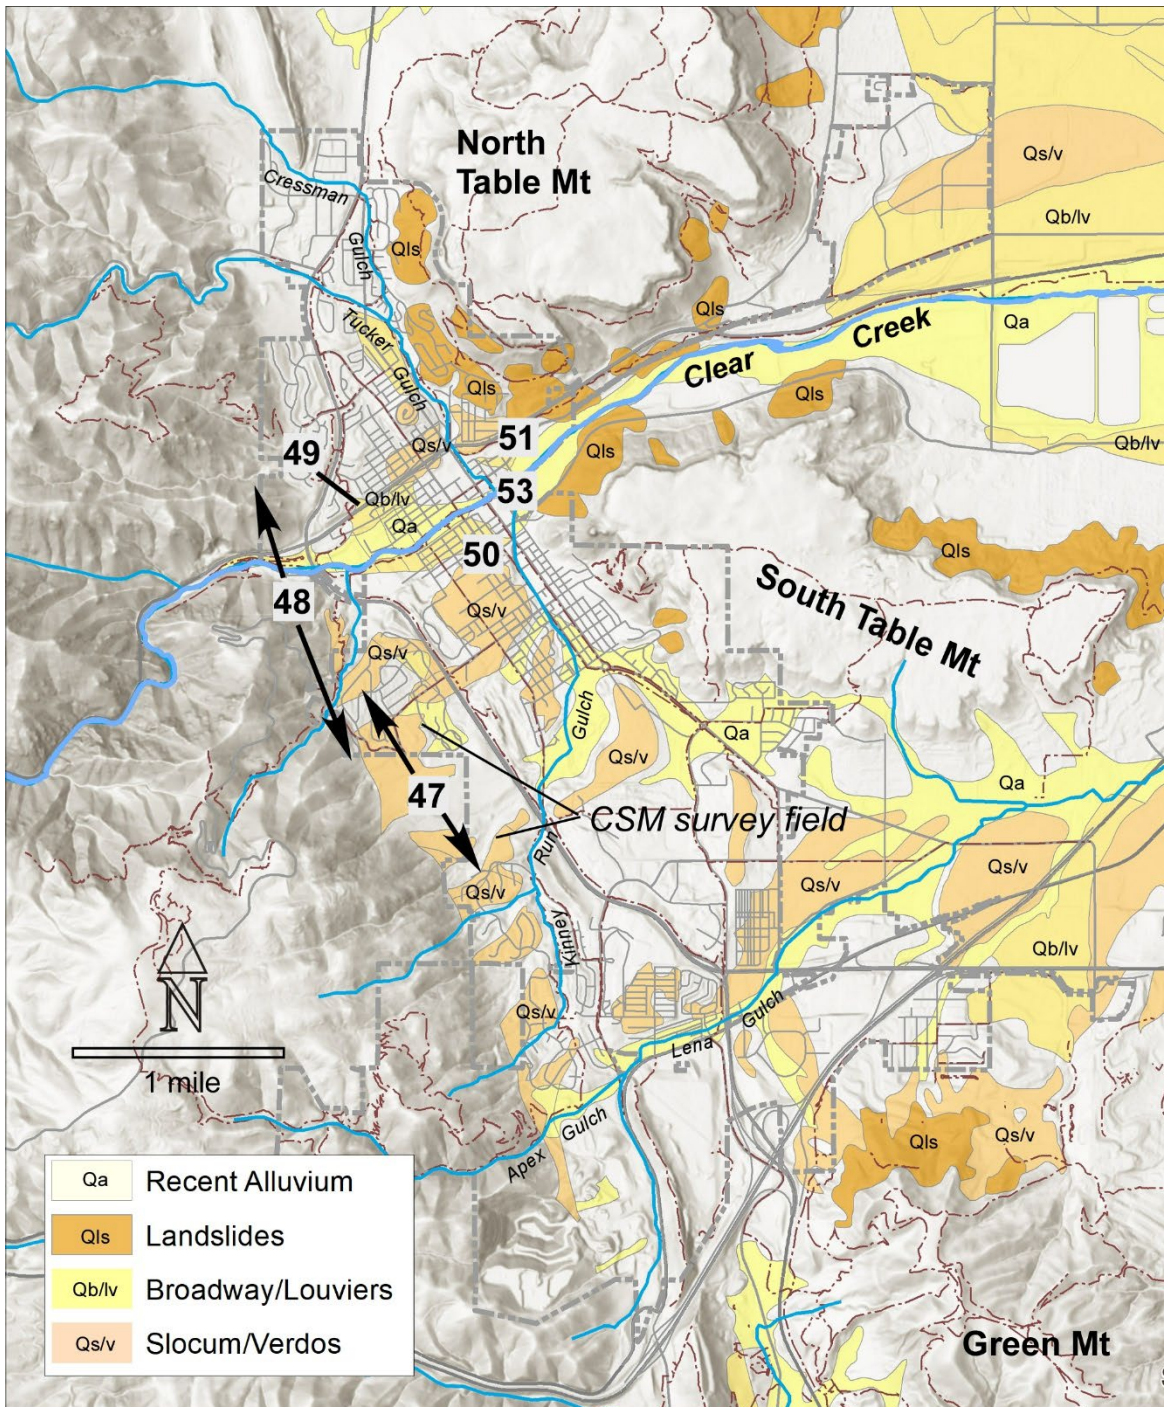 North
Table Mt
Qs/v
Cressman
Qb/lv
Gulch
Qls
Qls
Qa
Creek
Tucker
Clear
Gulch
Qls
Qls
51
Qs/v
49
Qls
53
Qb/lv
Qb/lv
Qa
50
Qls
South Table Mt
48
Qs/v
Qs/v
Gulch
Qa
Qs/v
Qa
47
CSM survey field
Run
Qs/v
Qs/v
Qs/v
Kinney
Qb/lv
N
Qs/v
Gulch
Lena
1 mile
Gulch
Apex
Qls
Qs/v
Qa Recent Alluvium
Qls Landslides
Qb/lv Broadway/Louviers
Qs/v Slocum/Verdos
Green Mt